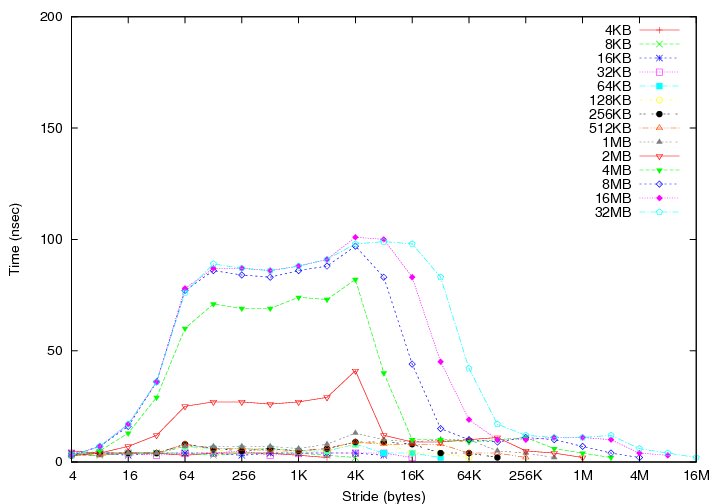 200
150
100
50
0
Time (nsec)
4KB
8KB
16KB
32KB
64KB
128KB
256KB
512KB
1MB
2MB
4MB
8MB
16MB
32MB
4 16 64 256 1K 4K 16K 64K 256K 1M 4M 16M
Stride (bytes)